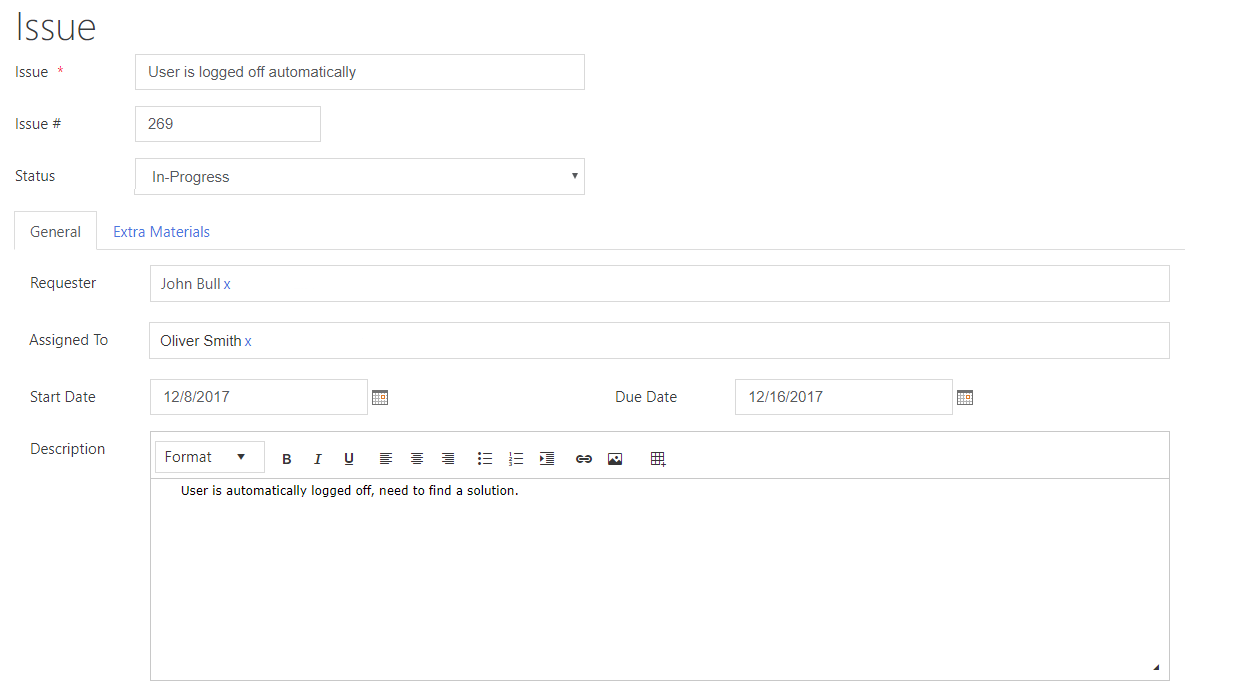 Issue
Issue * User is logged off automatically
Issue # 269
Status In-Progress
General Extra Materials
Requester John Bull x
Assigned To Oliver Smith x
Start Date 12/8/2017 Due Date 12/16/2017
Description Format B I U
User is automatically logged off, need to find a solution.